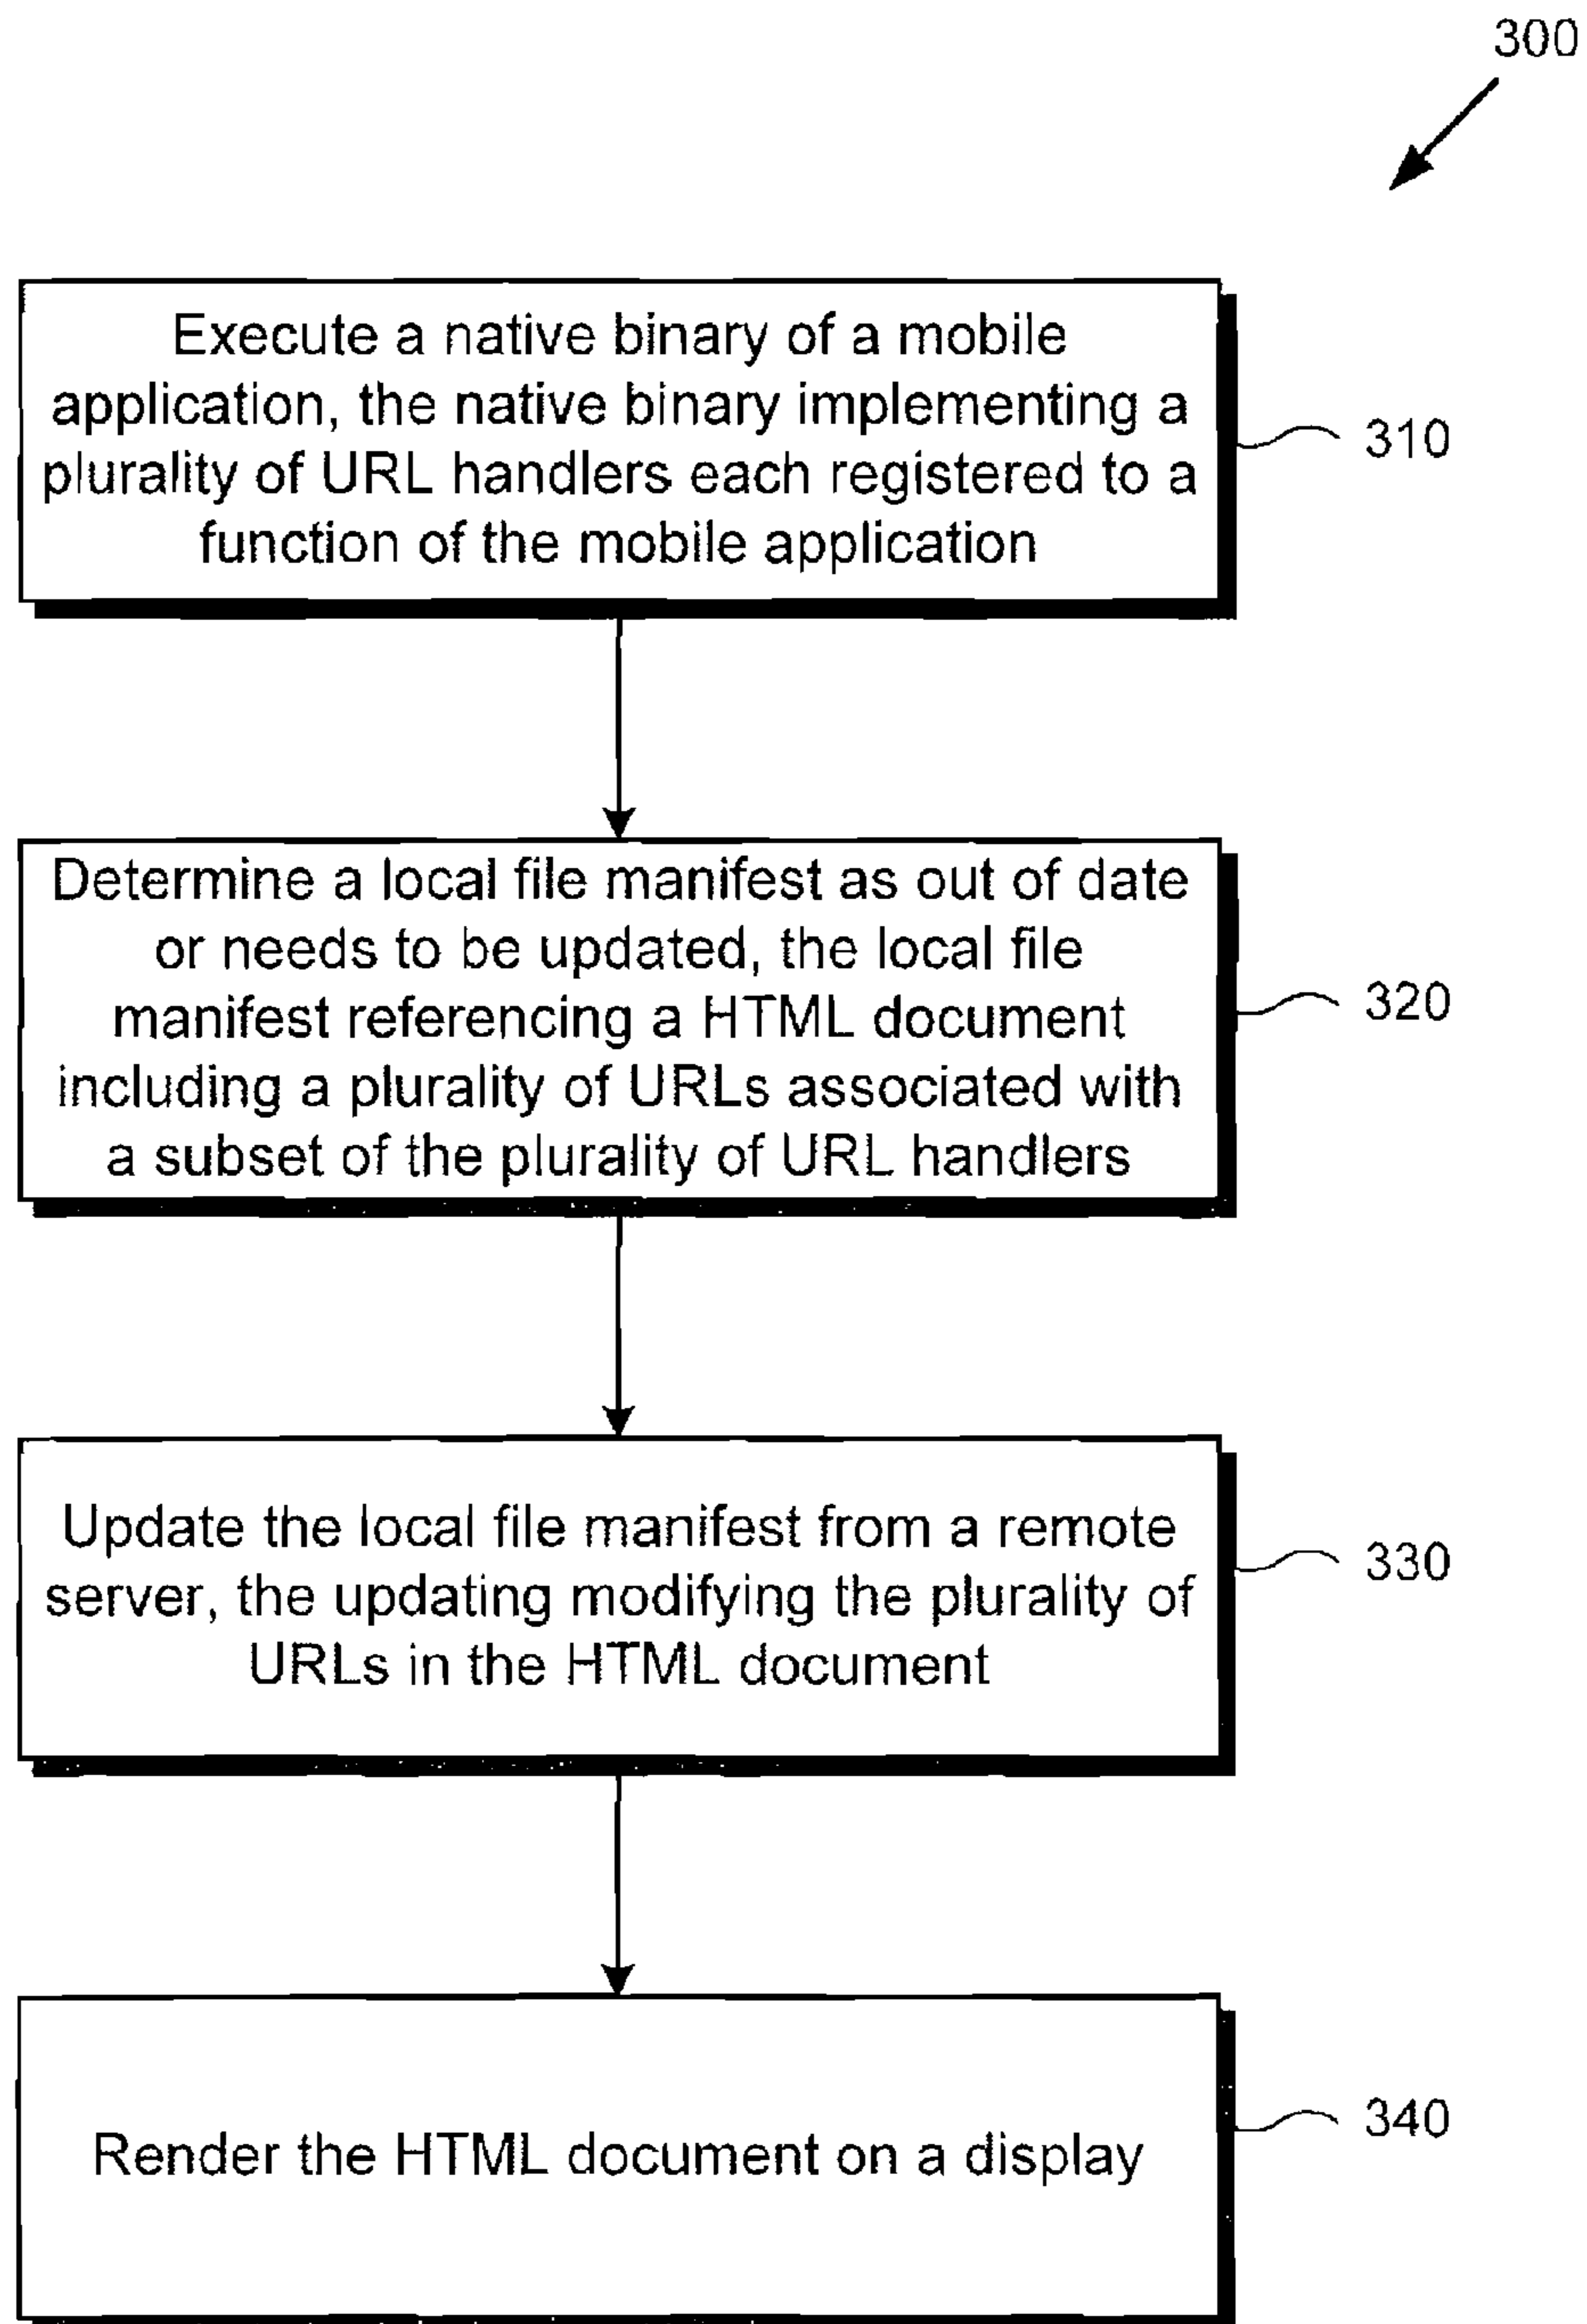 300
Execute a native binary of a mobile
application, the native binary implementing a
plurality of URL handlers each registered to a
function of the mobile application
310
Determine a local file manifest as out of date
or needs to be updated, the local file
manifest referencing a HTML document
including a plurality of URLs associated with
a subset of the plurality of URL handlers
320
Update the local file manifest from a remote
server, the updating modifying the plurality of
URLs in the HTML document
330
Render the HTML document on a display
340